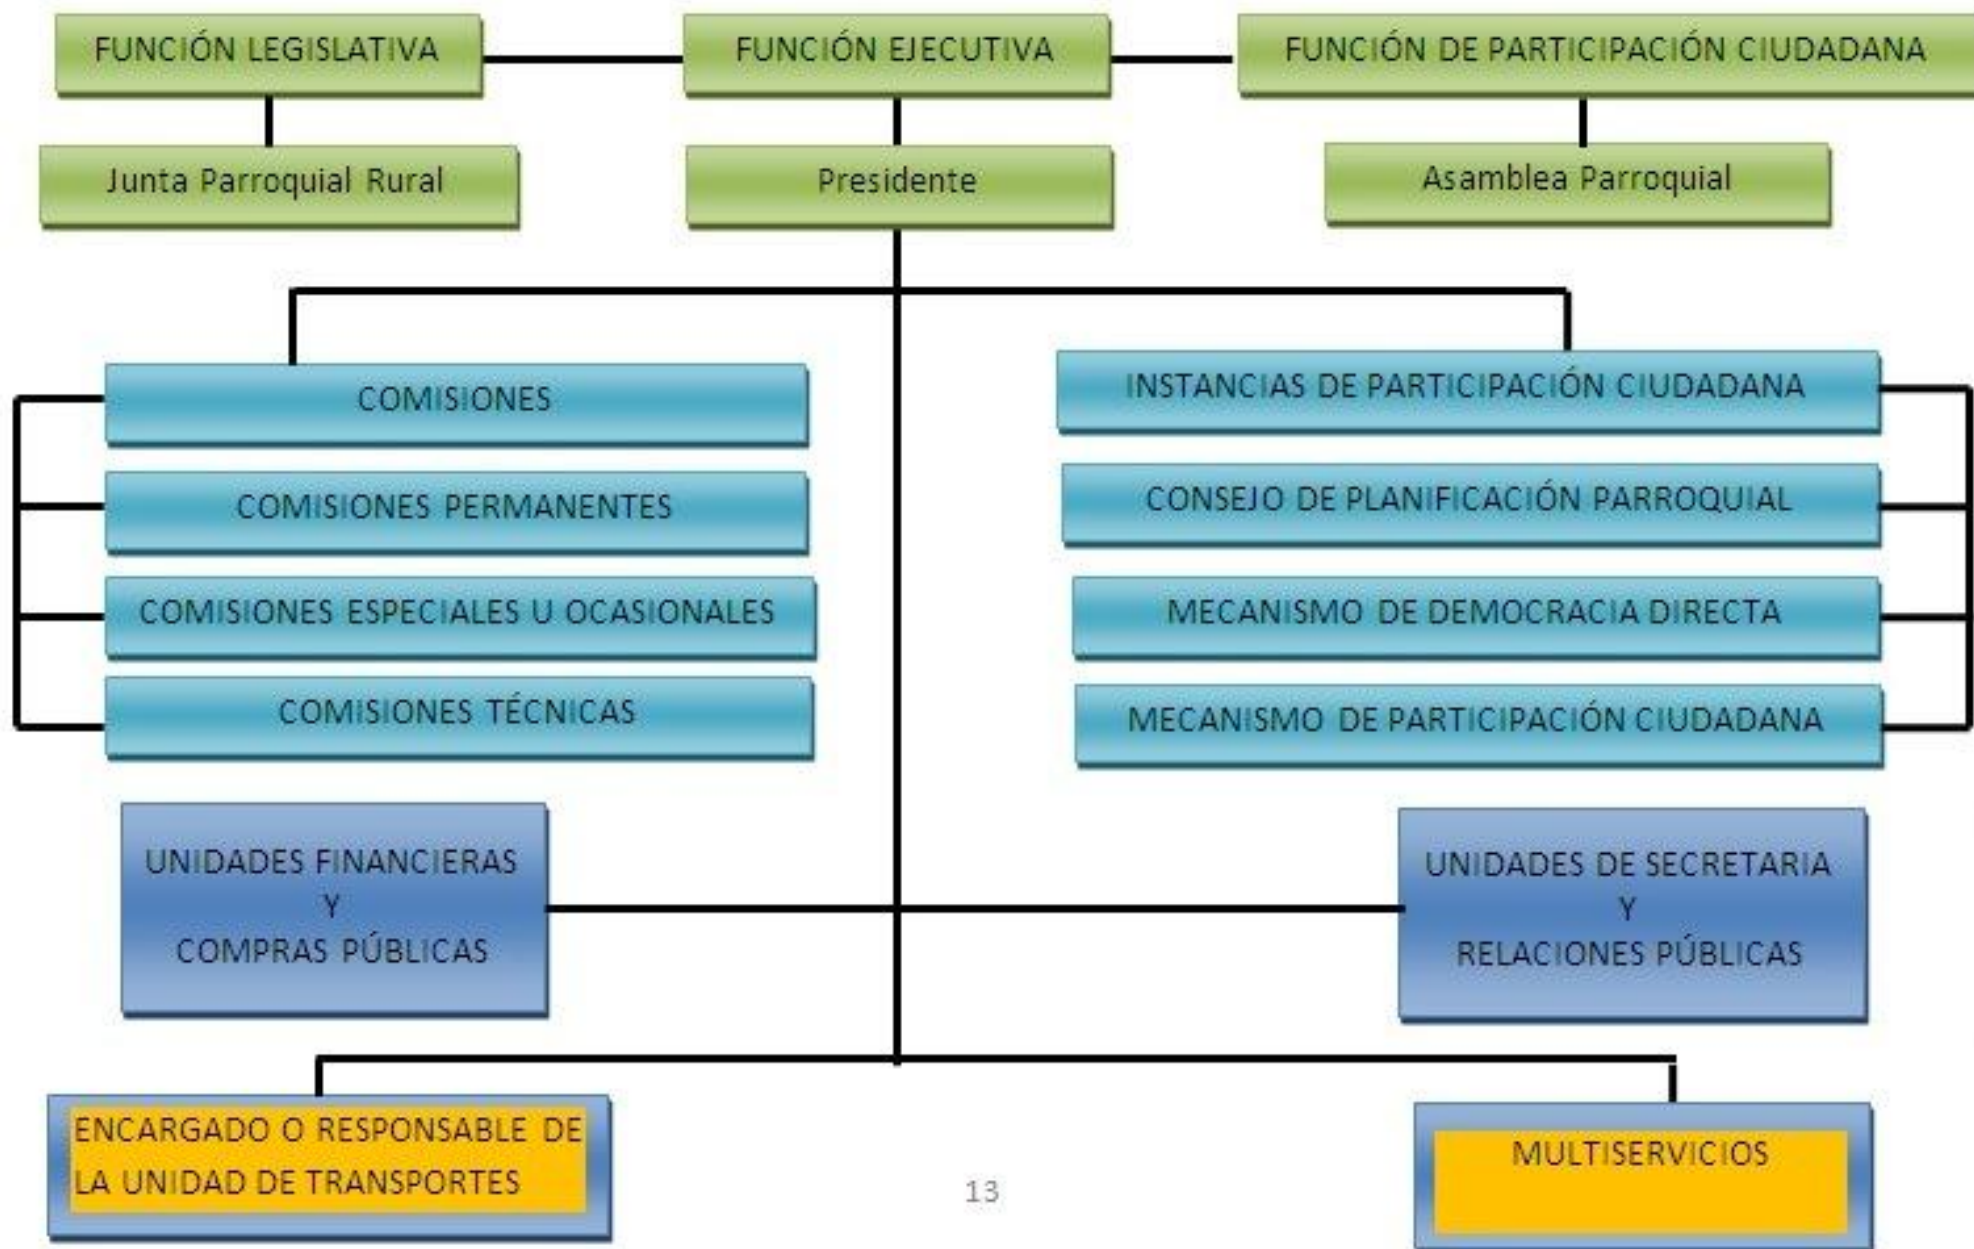 FUNCIÓN LEGISLATIVA
FUNCIÓN EJECUTIVA
FUNCIÓN DE PARTICIPACIÓN CIUDADANA
Junta Parroquial Rural
Presidente
Asamblea Parroquial
COMISIONES
COMISIONES PERMANENTES
COMISIONES ESPECIALES U OCASIONALES
COMISIONES TÉCNICAS
INSTANCIAS DE PARTICIPACIÓN CIUDADANA
CONSEJO DE PLANIFICACIÓN PARROQUIAL
MECANISMO DE DEMOCRACIA DIRECTA
MECANISMO DE PARTICIPACIÓN CIUDADANA
UNIDADES FINANCIERAS
Y
COMPRAS PÚBLICAS
UNIDADES DE SECRETARIA
Y
RELACIONES PÚBLICAS
ENCARGADO O RESPONSABLE DE
LA UNIDAD DE TRANSPORTES
MULTISERVICIOS
13